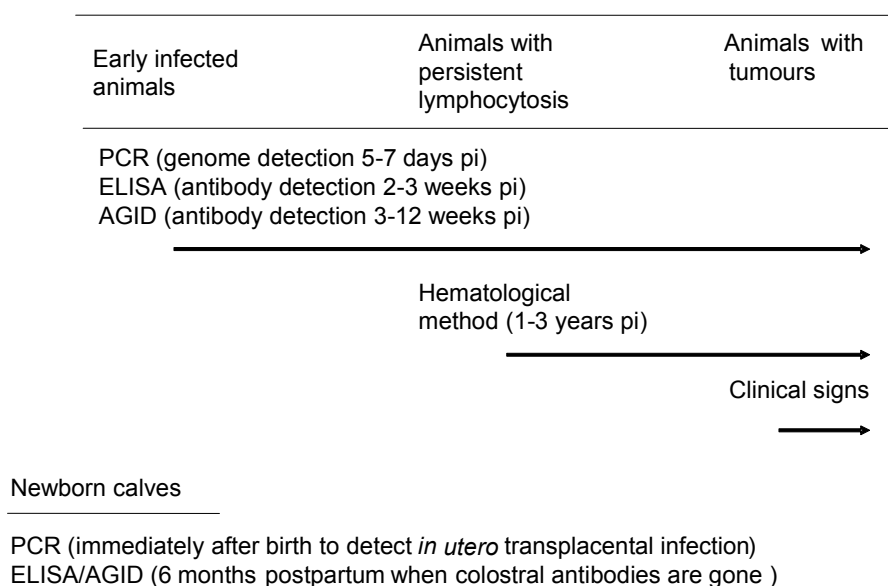 Early infected
animals
Animals with
persistent
lymphocytosis
Animals with
tumours
PCR (genome detection 5-7 days pi)
ELISA (antibody detection 2-3 weeks pi)
AGID (antibody detection 3-12 weeks pi)
Hematological
method (1-3 years pi)
Clinical signs
Newborn calves
PCR (immediately after birth to detect in utero transplacental infection)
ELISA/AGID (6 months postpartum when colostral antibodies are gone )